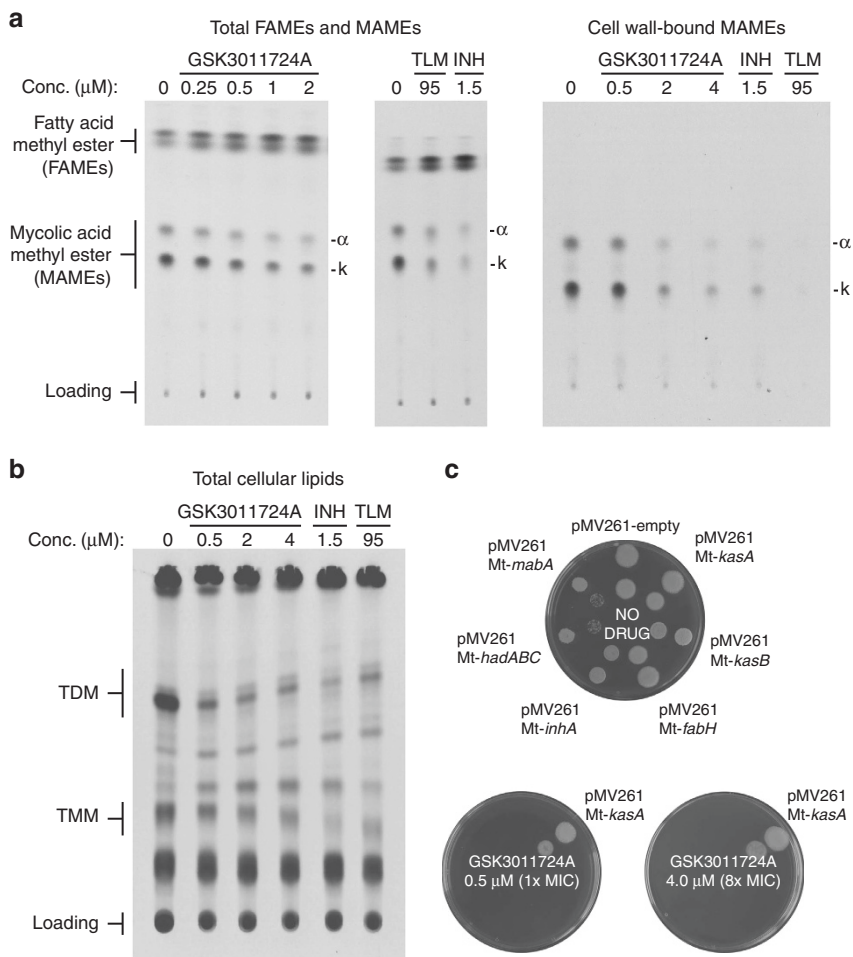 a
Total FAMEs and MAMEs
Cell wall-bound MAMEs
GSK3011724A
TLM INH
GSK3011724A
INH
TLM
Conc. (μM):
0 0.25 0.5 1 2
0 95 1.5
0 0.5 2 4 1.5 95
Fatty acid
methyl ester
(FAMEs)
Mycolic acid
methyl ester
(MAMEs)
-α
-k
-α
-k
-α
-k
Loading
b
Total cellular lipids
GSK3011724A
INH
TLM
Conc. (μM):
0 0.5 2 4 1.5 95
TDM
TMM
Loading
c
pMV261-empty
pMV261
Mt-mabA
pMV261
Mt-kasA
NO
DRUG
pMV261
Mt-hadABC
pMV261
Mt-kasB
pMV261
Mt-inhA
pMV261
Mt-fabH
pMV261
Mt-kasA
GSK3011724A
0.5 μM (1x MIC)
pMV261
Mt-kasA
GSK3011724A
4.0 μM (8x MIC)